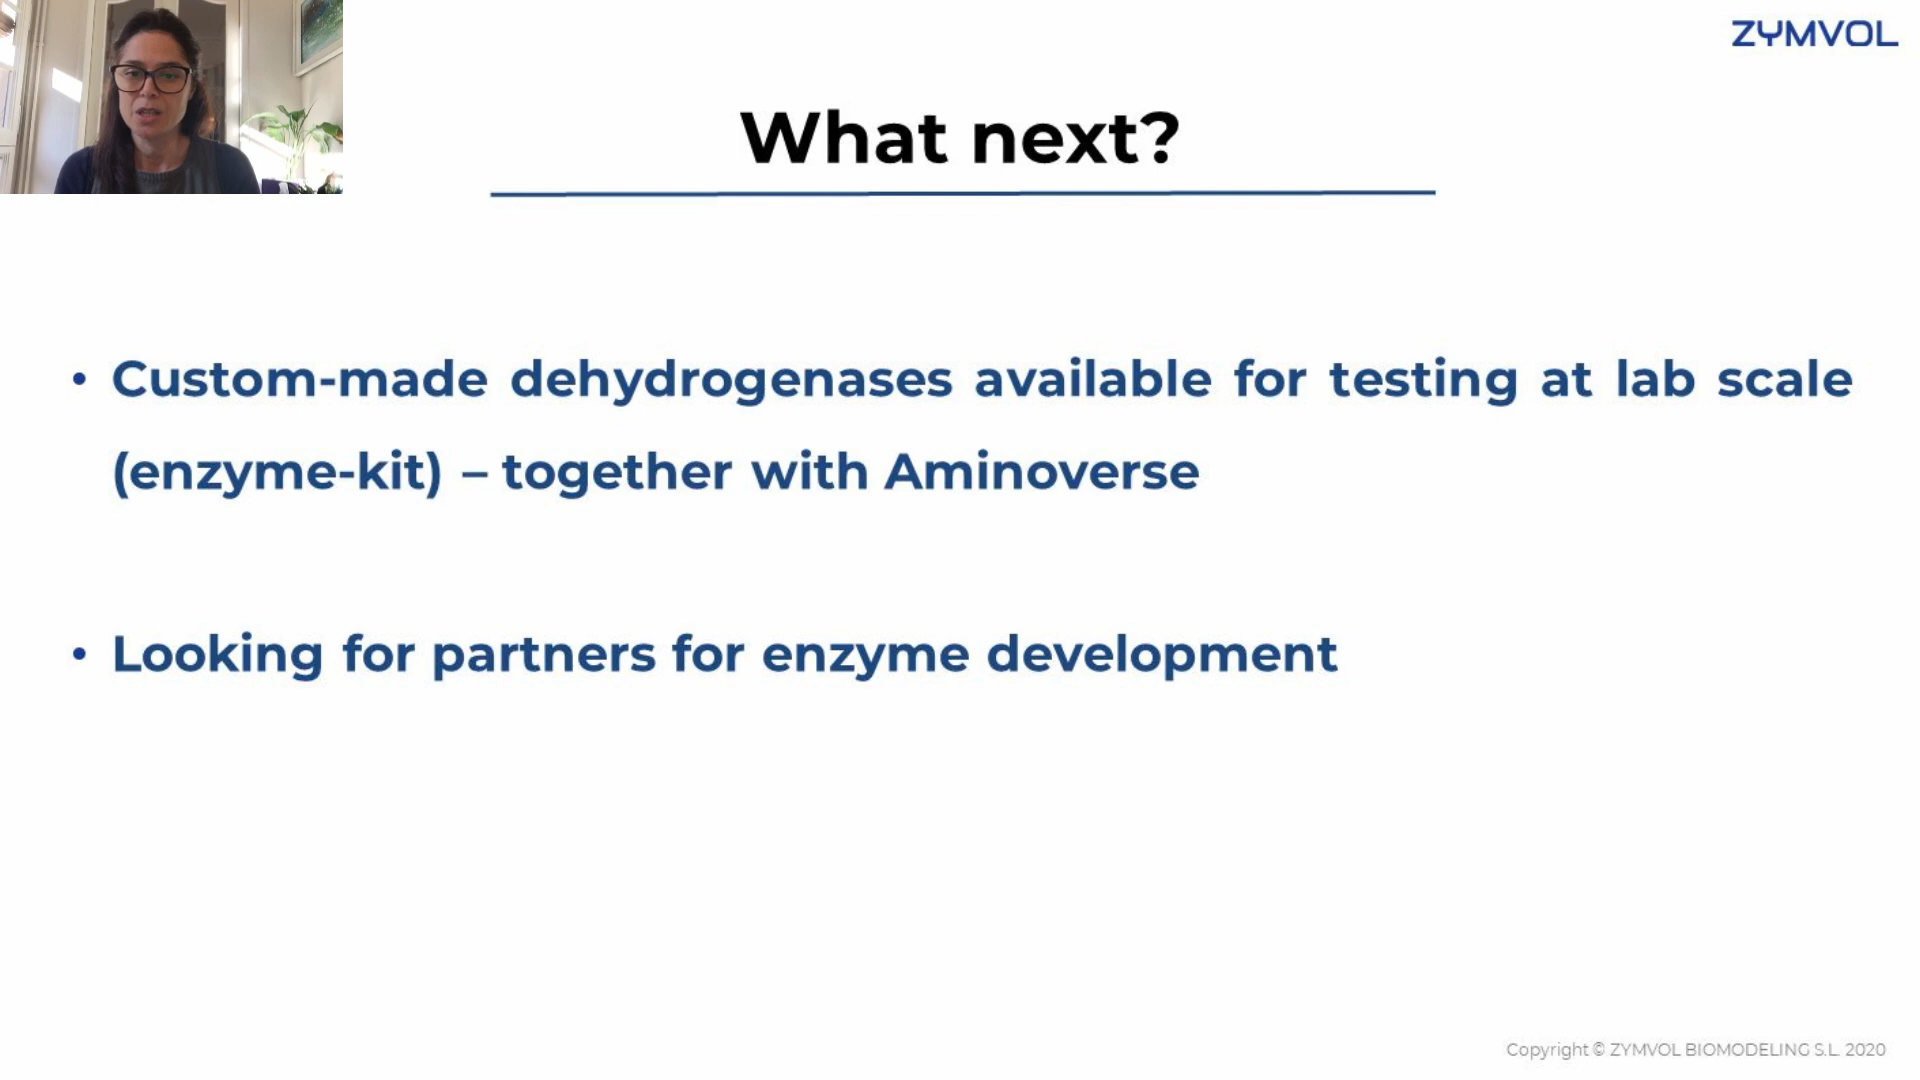 ZYMVOL
What next?
• Custom-made dehydrogenases available for testing at lab scale
(enzyme-kit) – together with Aminoverse
• Looking for partners for enzyme development
Copyright © ZYMVOL BIOMODELING S.L. 2020